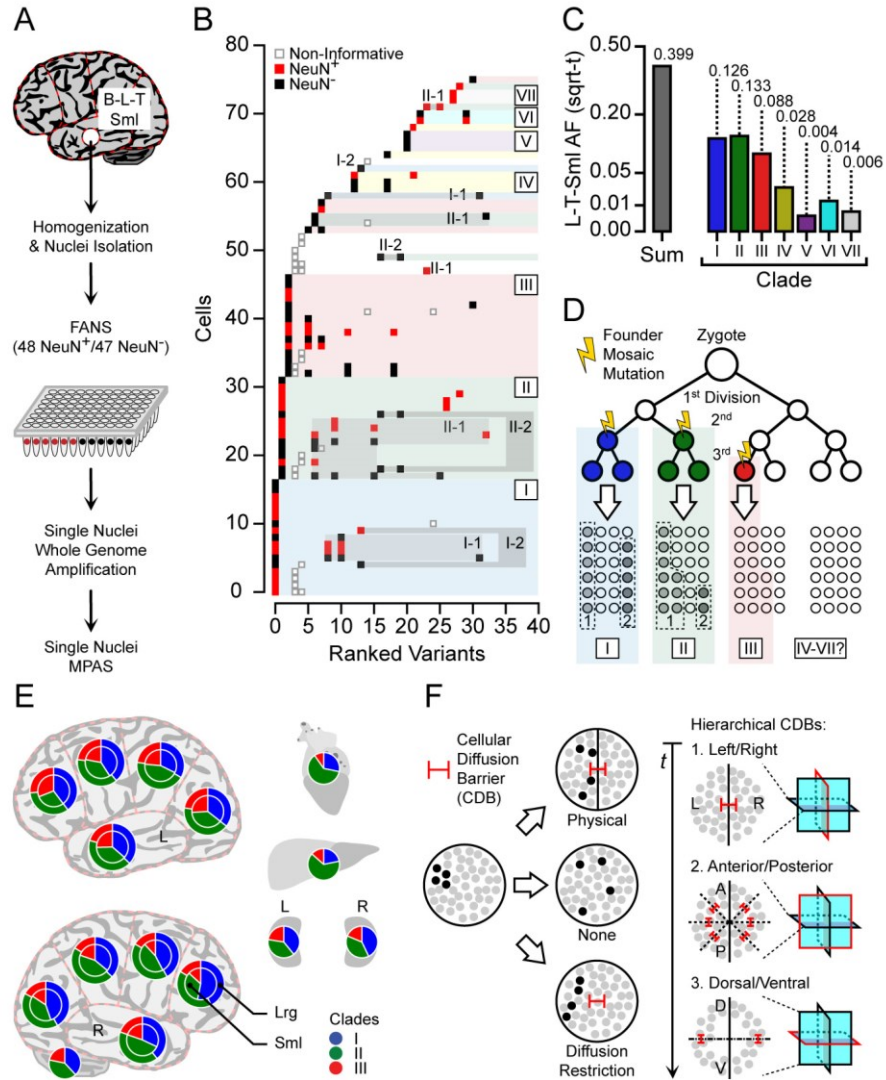 A
B-L-T
Sml
Homogenization
& Nuclei Isolation
FANS
(48 NeuN+/47 NeuN-)
Single Nuclei
Whole Genome
Amplification
Single Nuclei
MPAS
B
Non-Informative
NeuN+
NeuN-
80
70
60
50
40
30
20
10
0
Cells
0 5 10 15 20 25 30 35 40
Ranked Variants
II-1
VII
VI
V
I-2
IV
I-1
II-1
II-2
II-1
III
II
II-1
II-2
I
I-1
I-2
C
L-T-Sml AF (sqrt-t)
0.50
0.20
0.05
0.01
0.00
0.399
0.126
0.133
0.088
0.028
0.004
0.014
0.006
Sum
I II III IV V VI VII
Clade
D
Founder
Mosaic
Mutation
Zygote
1st Division
2nd
3rd
1 2 1 2
I II III IV-VII?
E
L
R
L R
Lrg
Sml
Clades
I
II
III
F
Cellular
Diffusion
Barrier
(CDB)
Physical
None
Diffusion
Restriction
t
Hierarchical CDBs:
1. Left/Right
L R
2. Anterior/Posterior
A
P
3. Dorsal/Ventral
D
V